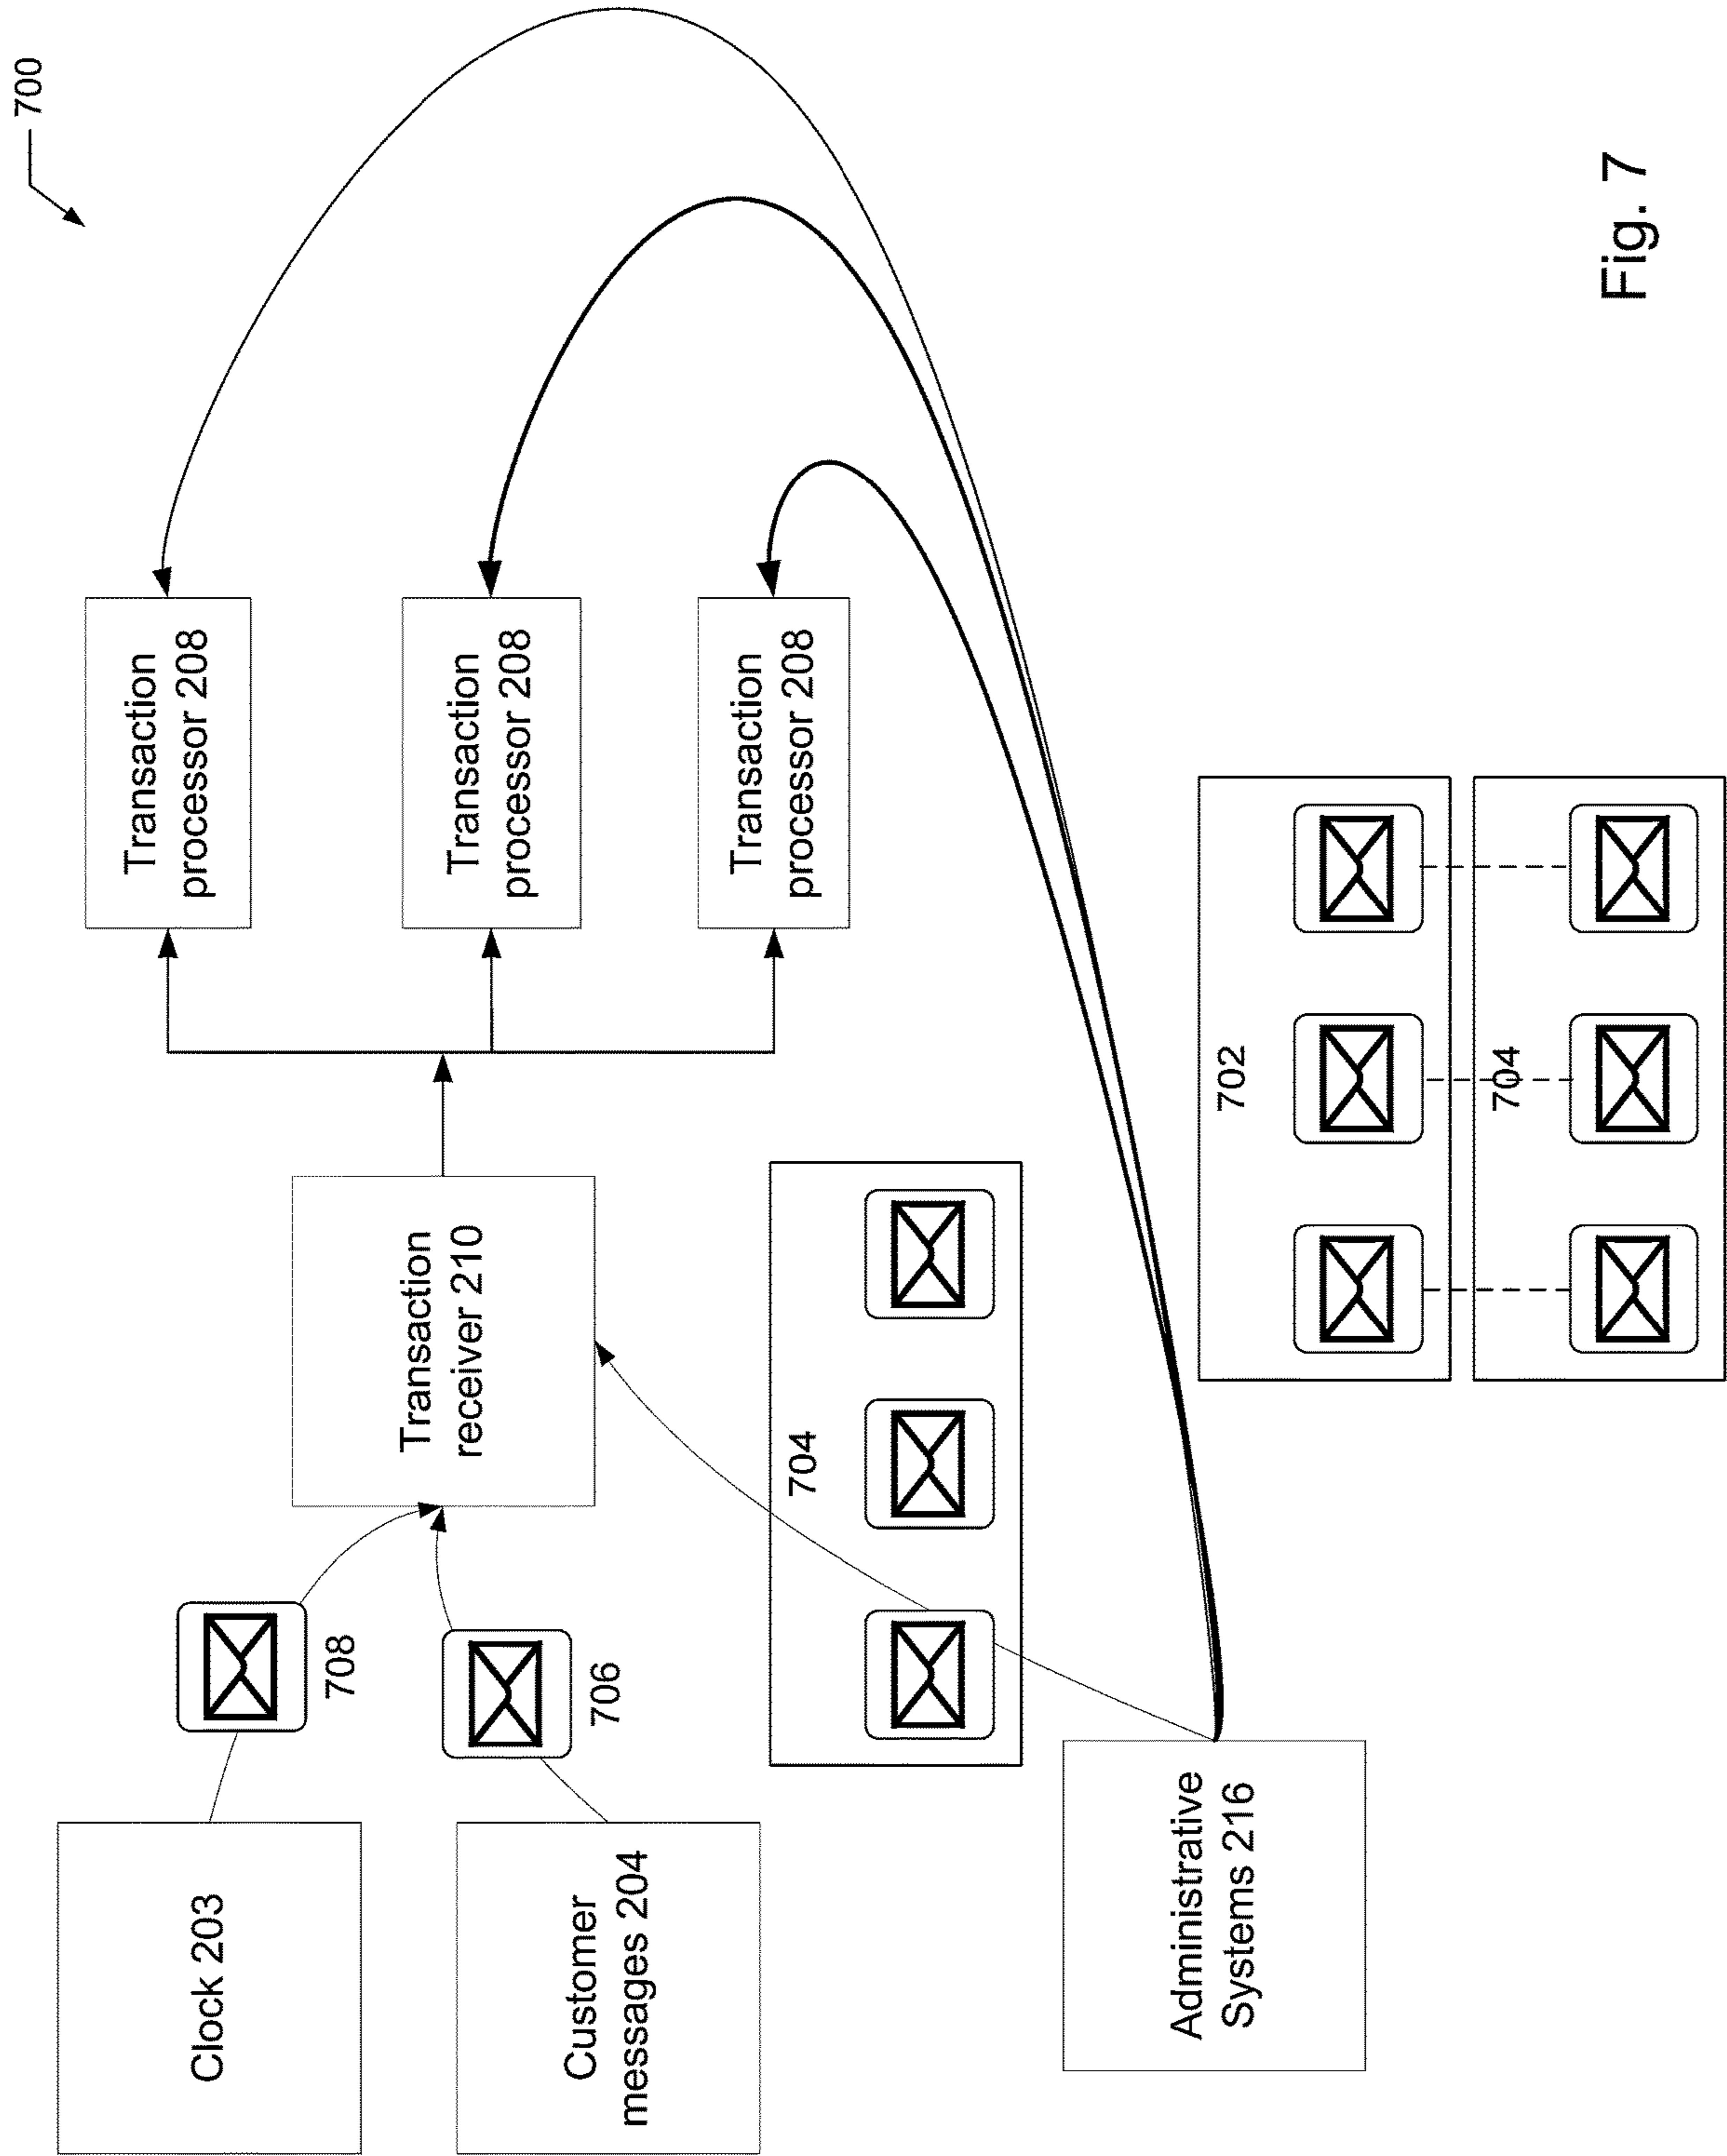 700
Clock 203
708
Customer
messages 204
706
Transaction
receiver 210
Transaction
processor 208
Transaction
processor 208
Transaction
processor 208
704
Administrative
Systems 216
702
704
Fig. 7